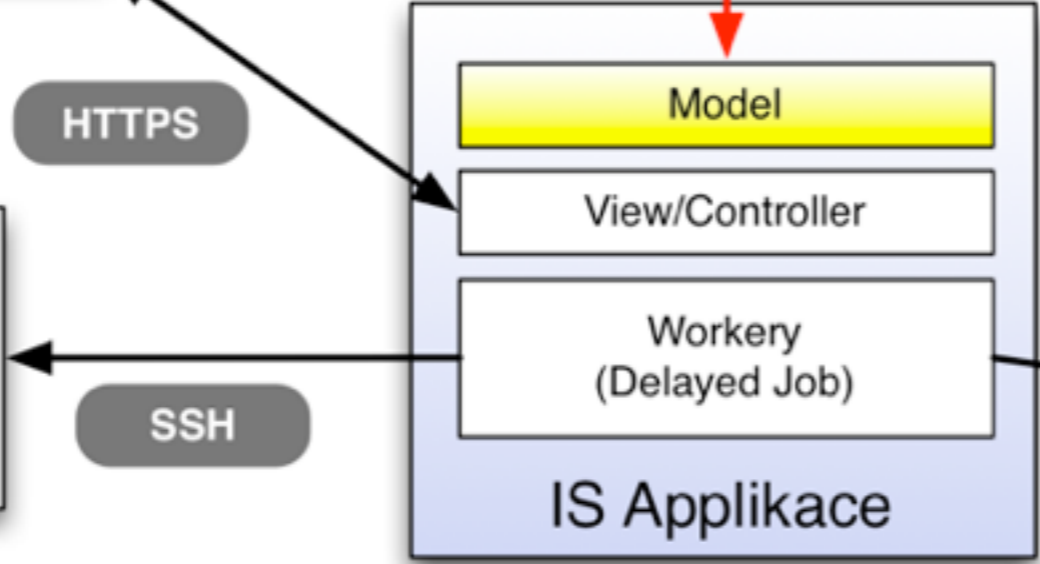 HTTPS
Model
View/Controller
Workery
(Delayed Job)
SSH
IS Applikace